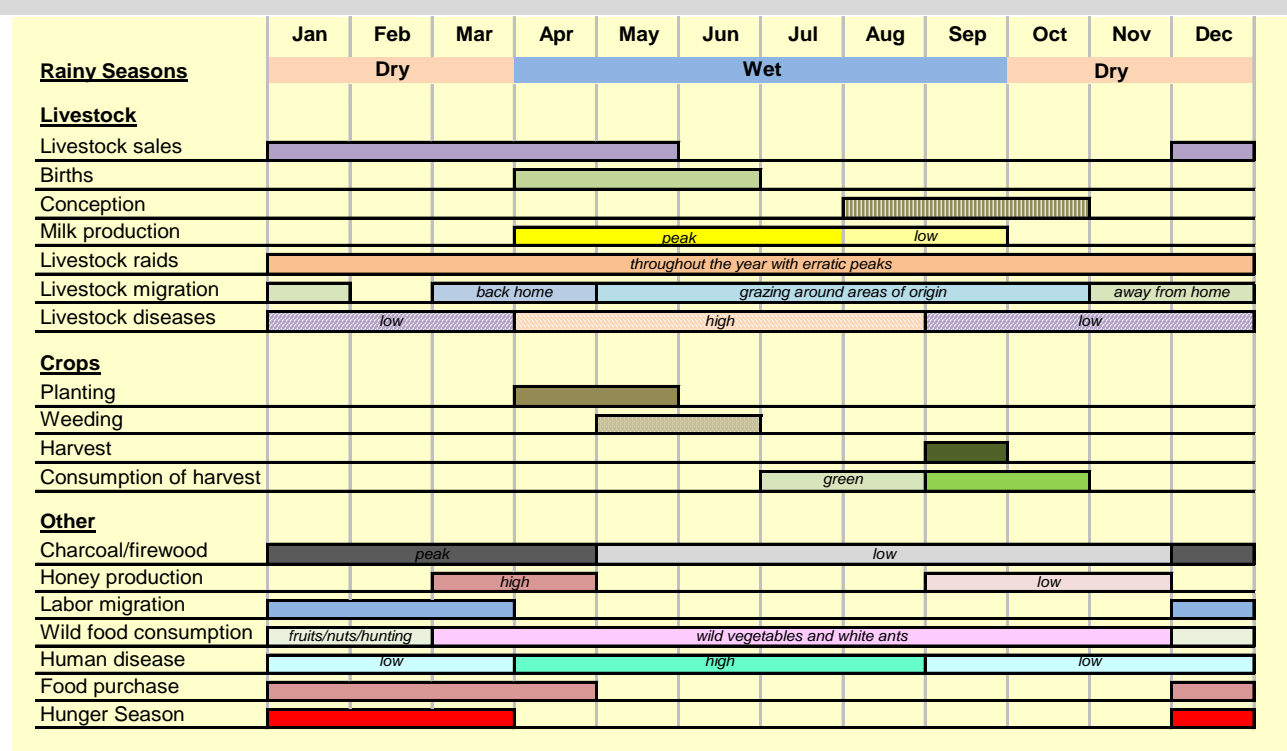 Jan Feb Mar Apr May Jun Jul Aug Sep Oct Nov Dec
Rainy Seasons Dry Wet Dry
Livestock
Livestock sales
Births
Conception
Milk production peak low
Livestock raids throughout the year with erratic peaks
Livestock migration back home grazing around areas of origin away from home
Livestock diseases low high low
Crops
Planting
Weeding
Harvest
Consumption of harvest green
Other
Charcoal/firewood peak low
Honey production high low
Labor migration
Wild food consumption fruits/nuts/hunting wild vegetables and white ants
Human disease low high low
Food purchase
Hunger Season